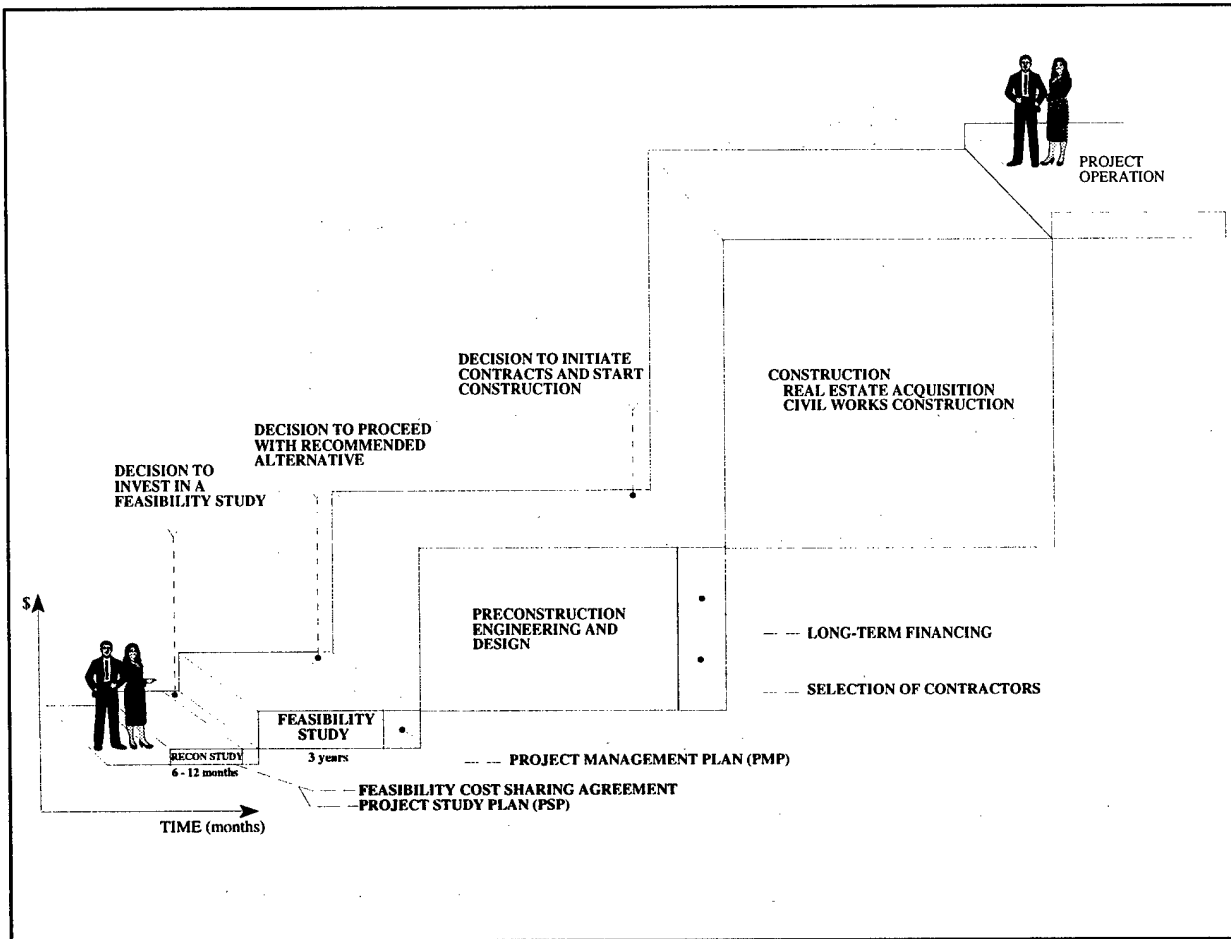 PROJECT
OPERATION
DECISION TO INITIATE
CONTRACTS AND START
CONSTRUCTION
CONSTRUCTION
REAL ESTATE ACQUISITION
CIVIL WORKS CONSTRUCTION
DECISION TO PROCEED
WITH RECOMMENDED
ALTERNATIVE
DECISION TO
INVEST IN A
FEASIBILITY STUDY
$
PRECONSTRUCTION
ENGINEERING AND
DESIGN
LONG-TERM FINANCING
SELECTION OF CONTRACTORS
FEASIBILITY
STUDY
3 years
RECON STUDY
6 - 12 months
PROJECT MANAGEMENT PLAN (PMP)
FEASIBILITY COST SHARING AGREEMENT
PROJECT STUDY PLAN (PSP)
TIME (months)